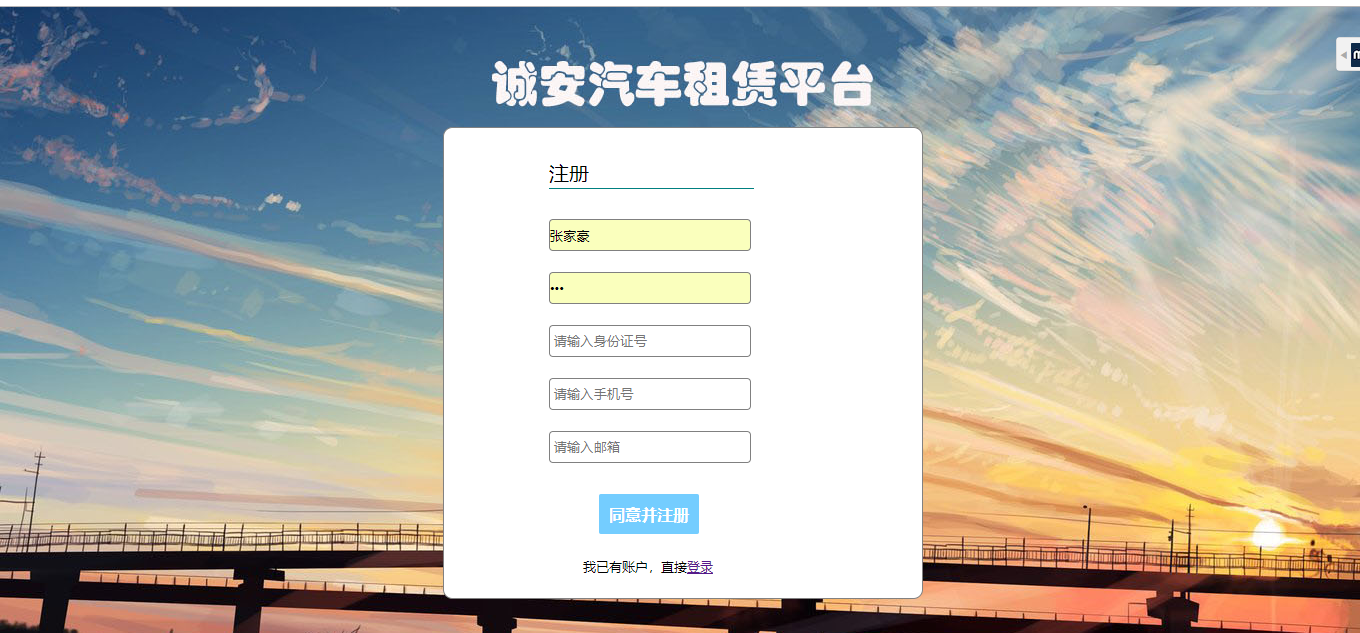 诚安汽车租赁平台
注册
张家豪
•••
请输入身份证号
请输入手机号
请输入邮箱
同意并注册
我已有账户，直接登录